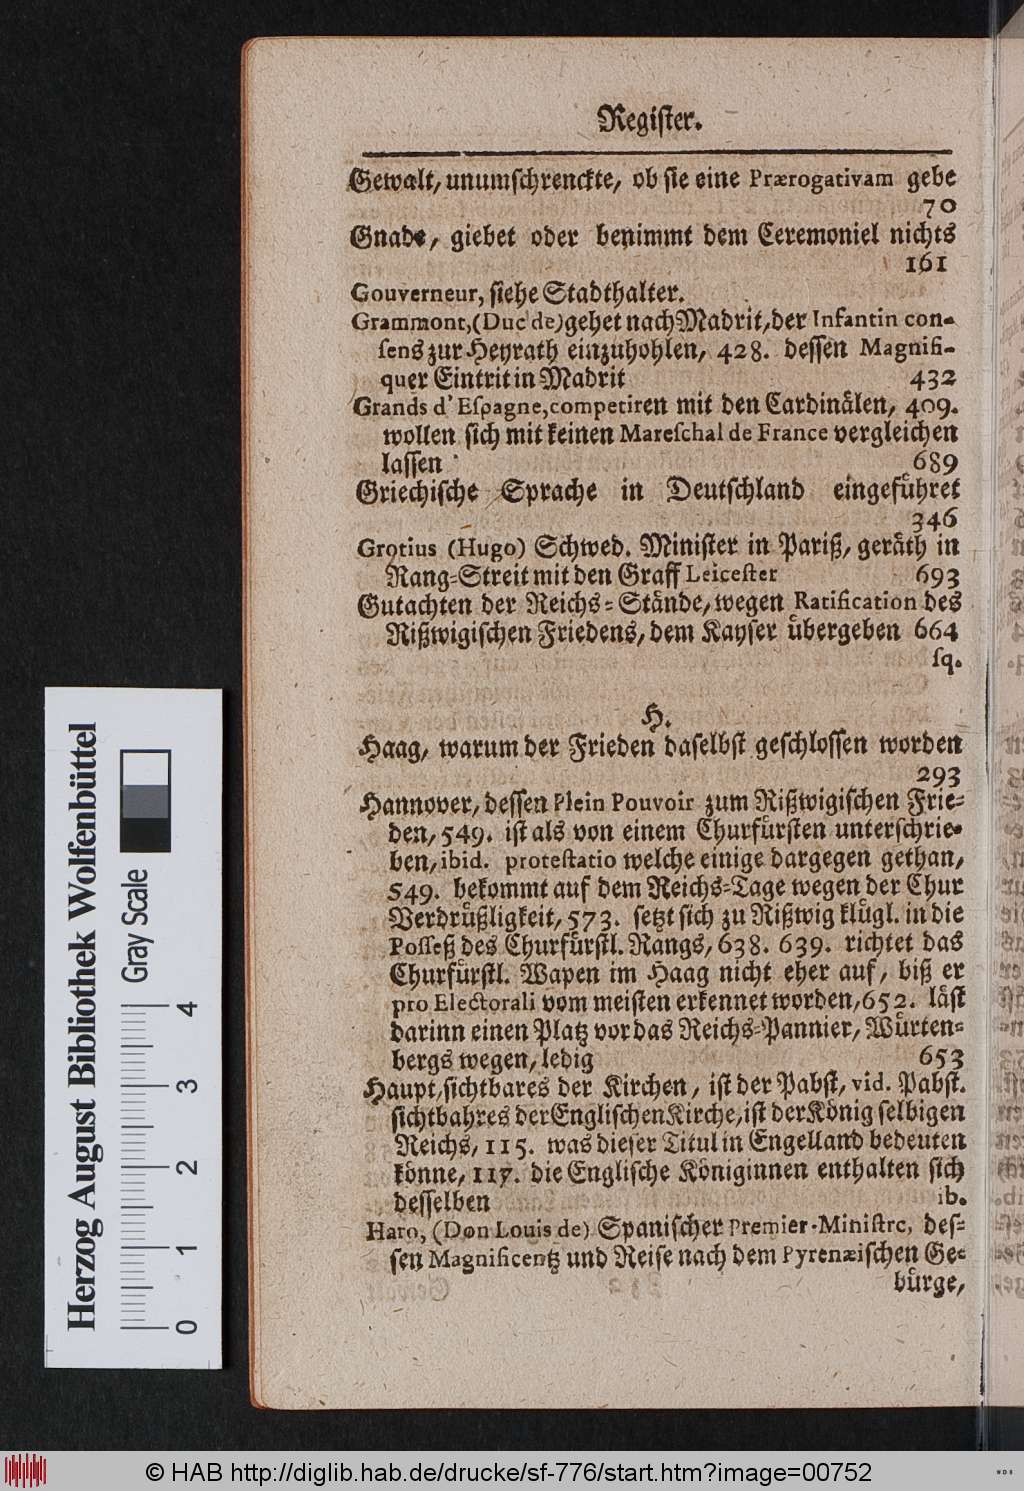 Register.
Gewalt, unumschrenckte, ob sie eine Prærogativam gebe
70
Gnade, giebet oder benimmt dem Ceremoniel nichts
161
Gouverneur, siehe Stadthalter.
Grammont, (Duc de) gehet nach Madrit, der Infantin con-
sens zur Heyrath einzuhohlen, 428. dessen Magnifi-
quer Eintrit in Madrit 432
Grands d' Espagne, competiren mit den Cardinälen, 409.
wollen sich mit keinen Mareschal de France vergleichen
lassen 689
Griechische Sprache in Deutschland eingeführet
346
Grotius (Hugo) Schwed. Minister in Pariß, geräth in
Rang-Streit mit den Graff Leicester 693
Gutachten der Reichs-Stände, wegen Ratification des
Rißwigischen Friedens, dem Kayser übergeben 664
sq.
H.
Haag, warum der Frieden daselbst geschlossen worden
293
Hannover, dessen Plein Pouvoir zum Rißwigischen Frie-
den, 549. ist als von einem Churfürsten unterschrie-
ben, ibid. protestatio welche einige dargegen gethan,
549. bekommt auf dem Reichs-Tage wegen der Chur
Verdrüßligkeit, 573. setzt sich zu Rißwig klügl. in die
Posseß des Churfürstl. Rangs, 638. 639. richtet das
Churfürstl. Wapen im Haag nicht eher auf, biß er
pro Electorali vom meisten erkennet worden, 652. läst
darinn einen Platz vor das Reichs-Pannier, Würten-
bergs wegen, ledig 653
Haupt, sichtbares der Kirchen, ist der Pabst, vid. Pabst.
sichtbahres der Englischen Kirche, ist der König selbigen
Reichs, 115. was dieser Titul in Engelland bedeuten
könne, 117. die Englische Königinnen enthalten sich
desselben ib.
Haro, (Don Louis de) Spanischer Premier-Ministre, des-
sen Magnificentz und Reise nach dem Pyrenæischen Ge-
bürge,
Herzog August Bibliothek Wolfenbüttel
Gray Scale
0 1 2 3 4
© HAB http://diglib.hab.de/drucke/sf-776/start.htm?image=00752